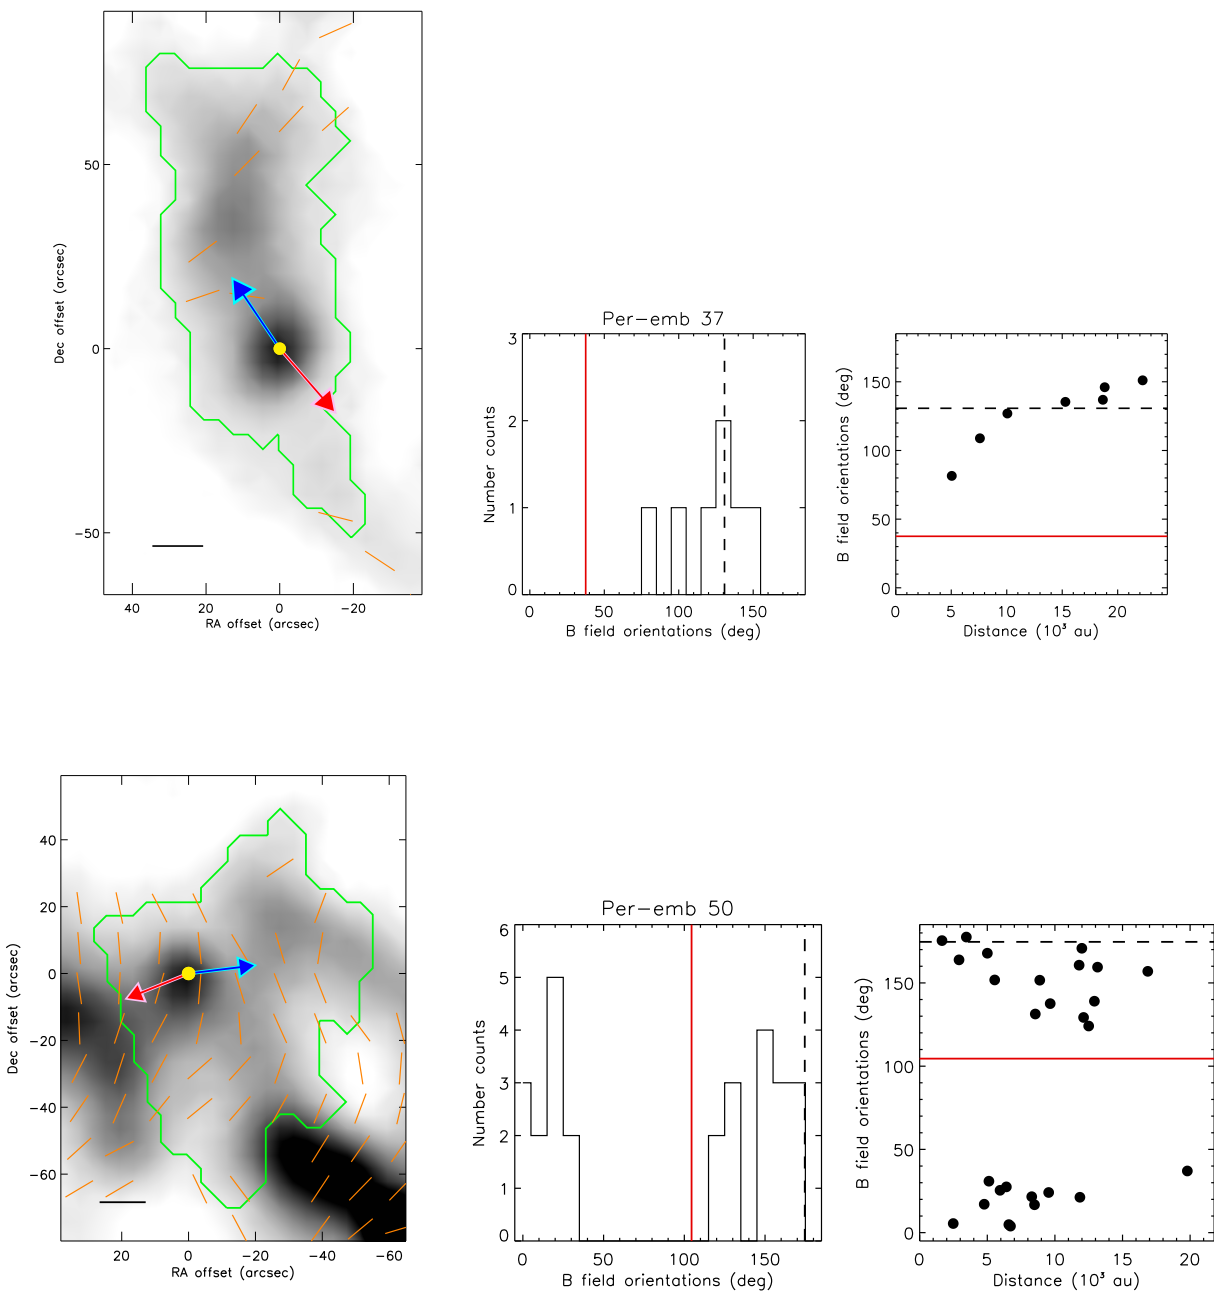 50
0
−50
Dec offset (arcsec)
40 20 0 −20
RA offset (arcsec)
Per−emb 37
3
2
1
0
Number counts
0 50 100 150
B field orientations (deg)
150
100
50
0
B field orientations (deg)
0 5 10 15 20
Distance (10³ au)
40
20
0
−20
−40
−60
Dec offset (arcsec)
20 0 −20 −40 −60
RA offset (arcsec)
Per−emb 50
6
5
4
3
2
1
0
Number counts
0 50 100 150
B field orientations (deg)
150
100
50
0
B field orientations (deg)
0 5 10 15 20
Distance (10³ au)